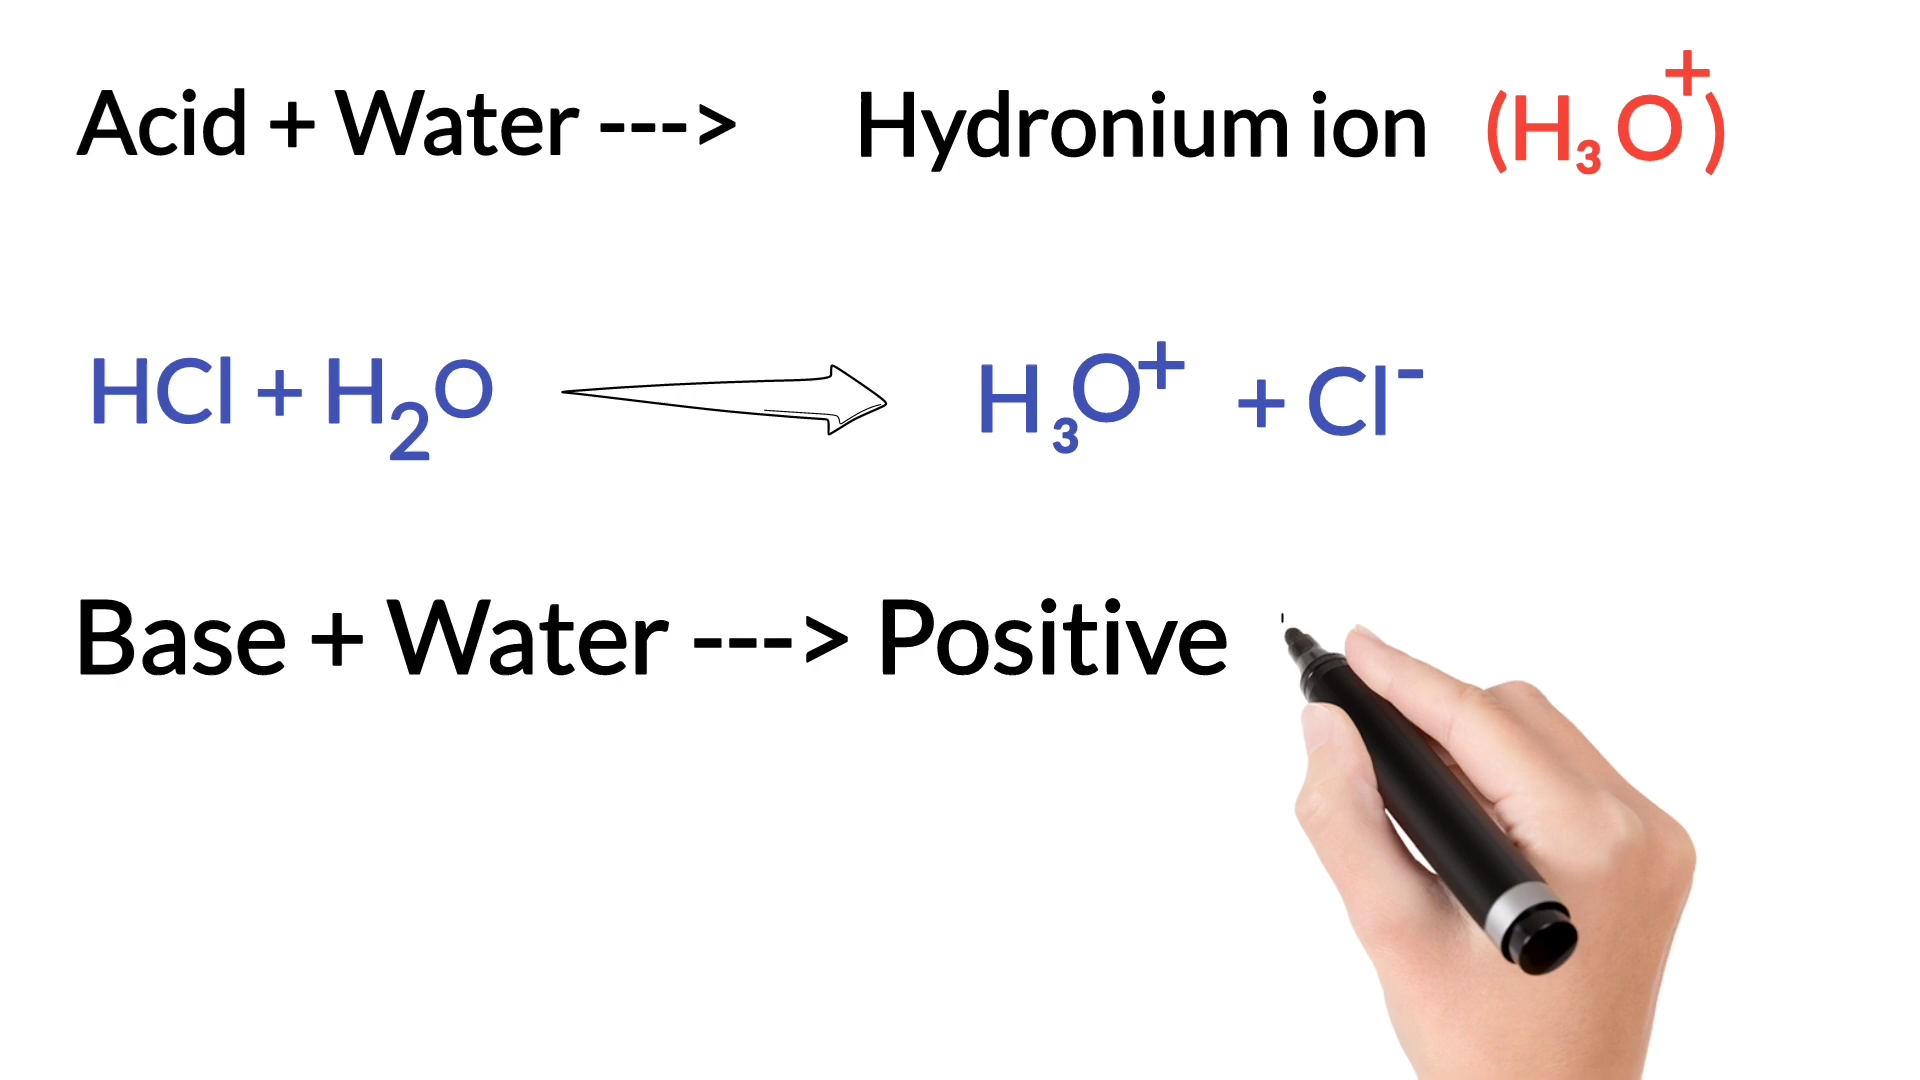 Acid + Water ---> Hydronium ion (H₃O⁺)
HCl + H₂O H₃O⁺ + Cl⁻
Base + Water ---> Positive